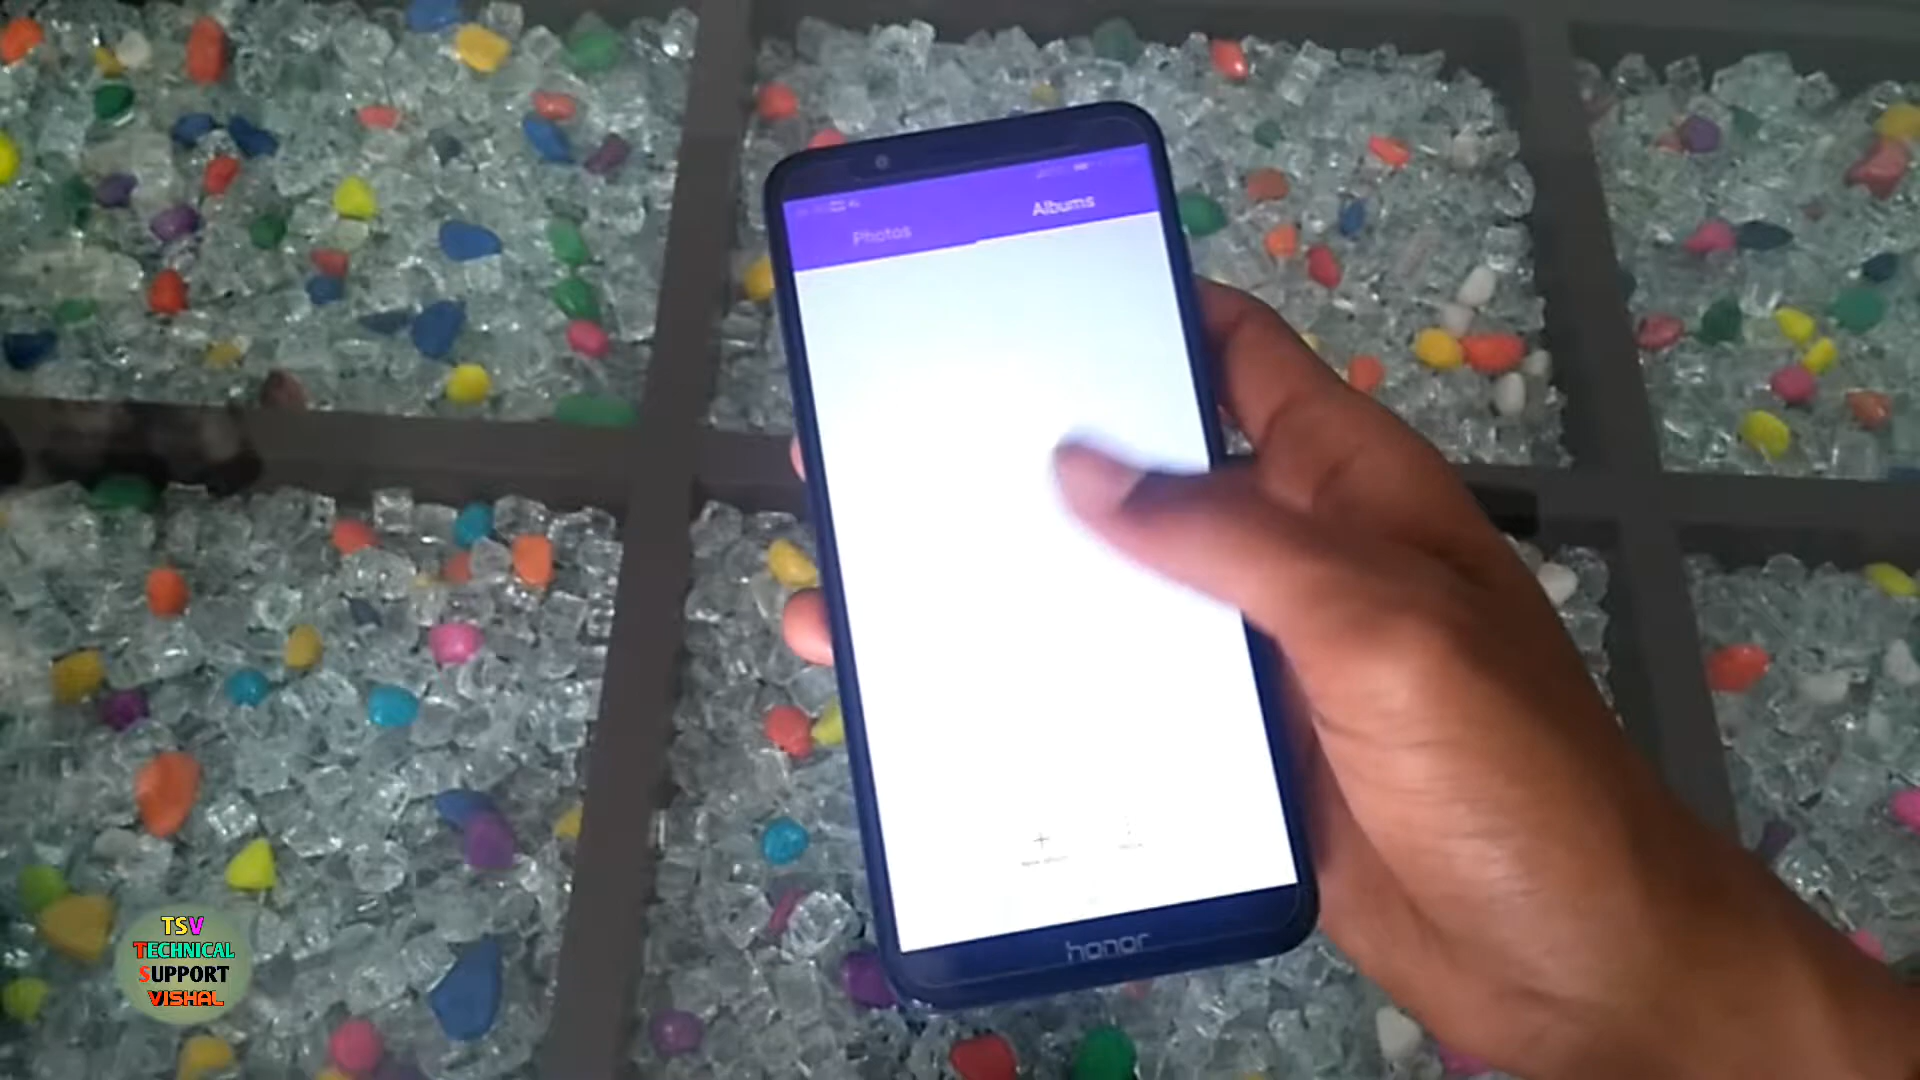 Photos
Albums
honor
TSV
TECHNICAL
SUPPORT
VISHAL